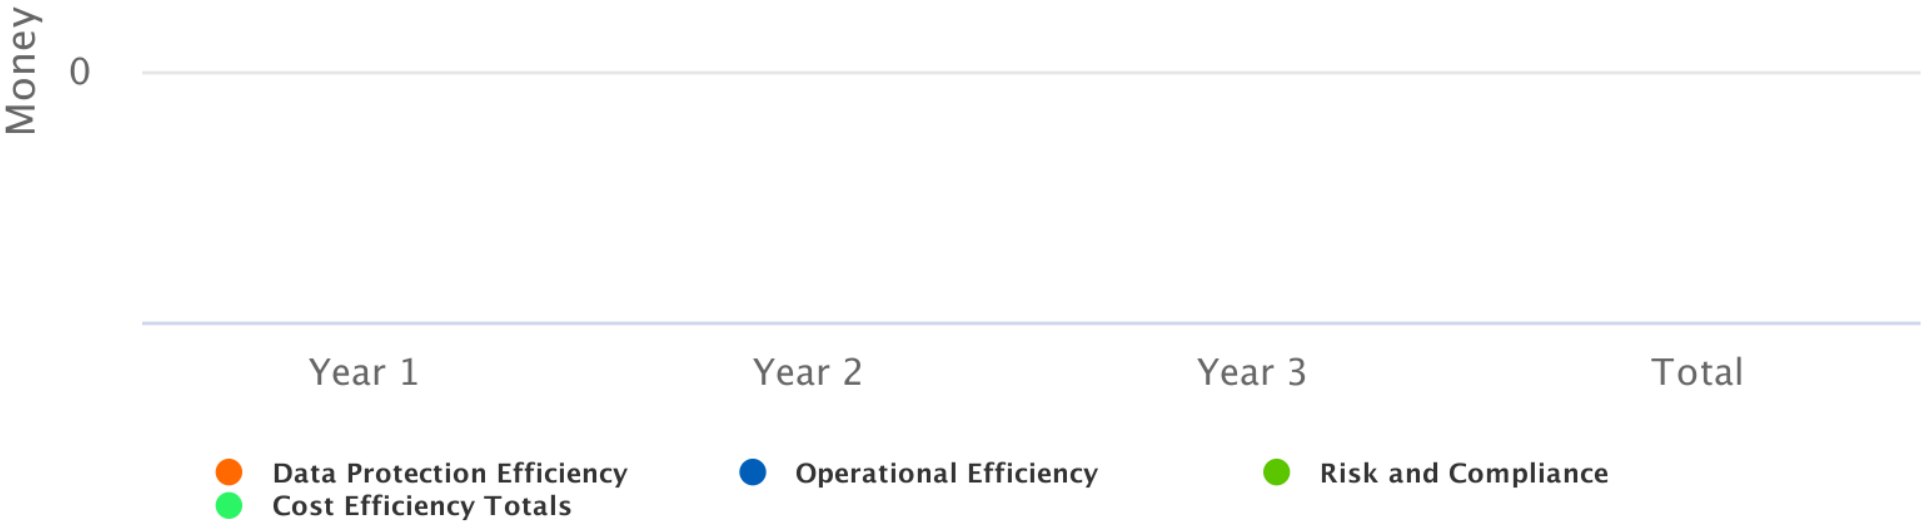 Money
0
Year 1 Year 2 Year 3 Total
Data Protection Efficiency Operational Efficiency Risk and Compliance
Cost Efficiency Totals